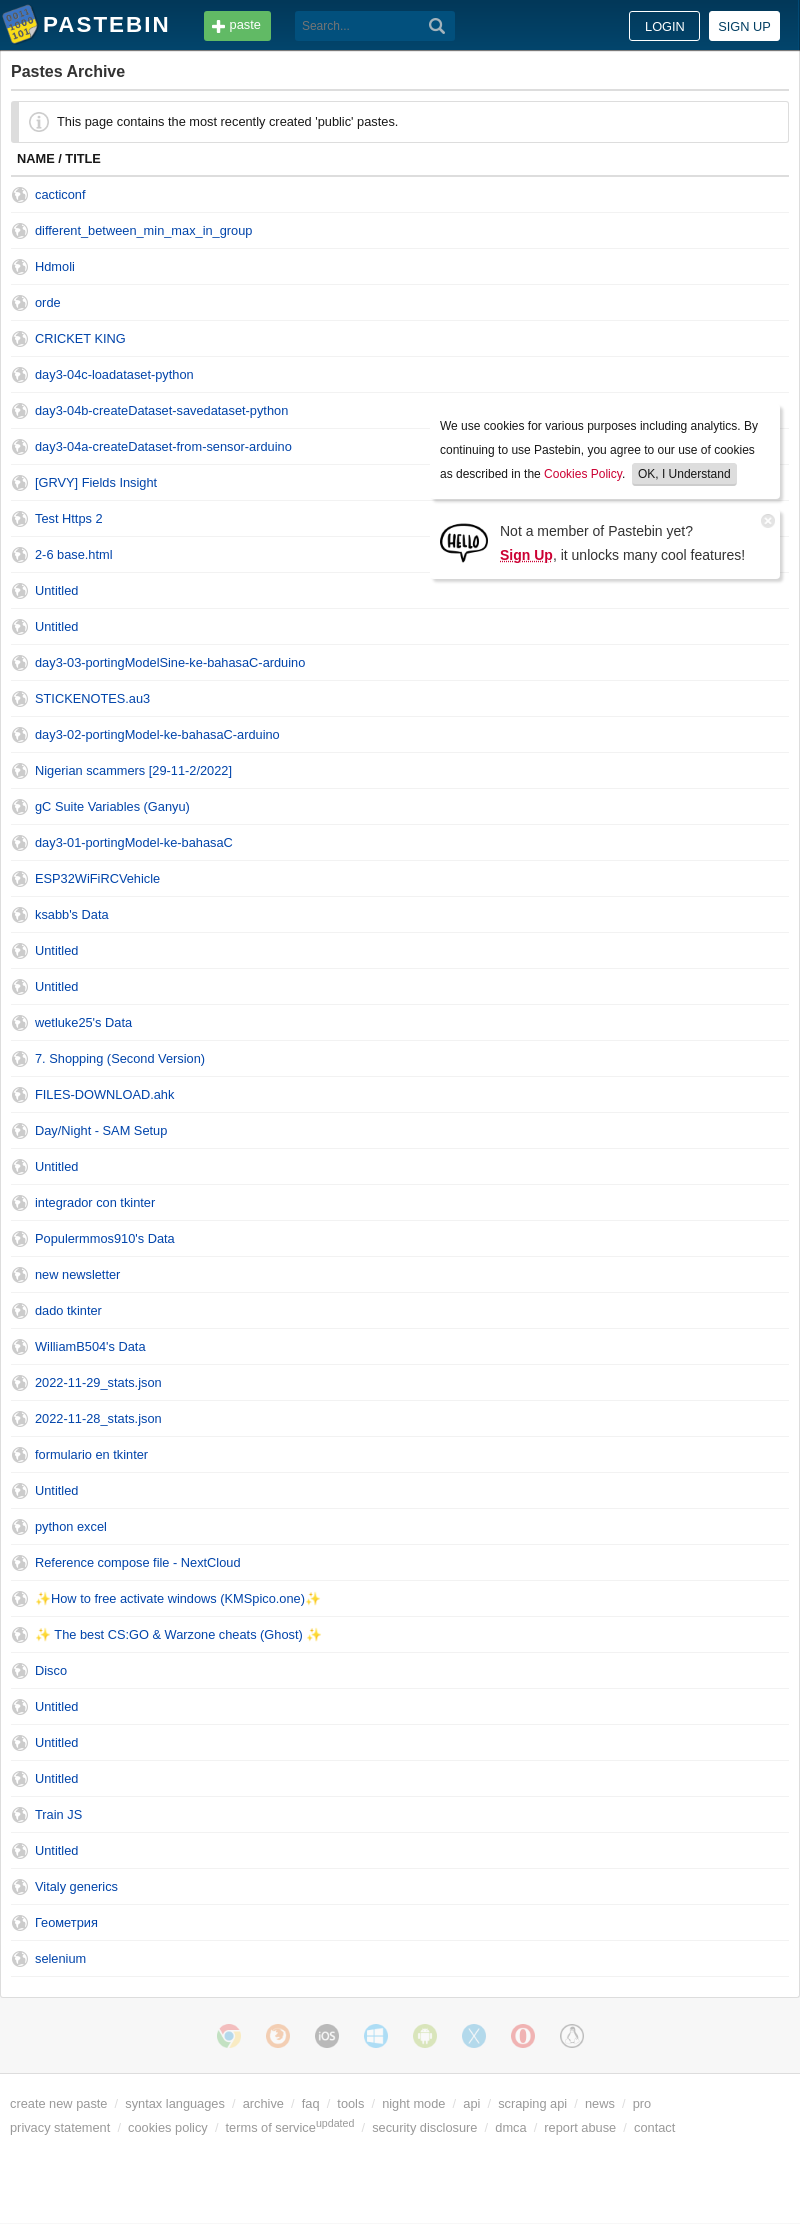 PASTEBIN
paste
Search...
LOGIN
SIGN UP
Pastes Archive
This page contains the most recently created 'public' pastes.
NAME / TITLE
cacticonf
different_between_min_max_in_group
Hdmoli
orde
CRICKET KING
day3-04c-loadataset-python
day3-04b-createDataset-savedataset-python
day3-04a-createDataset-from-sensor-arduino
[GRVY] Fields Insight
Test Https 2
2-6 base.html
We use cookies for various purposes including analytics. By
continuing to use Pastebin, you agree to our use of cookies
as described in the Cookies Policy. OK, I Understand
HELLO
Not a member of Pastebin yet?
Sign Up, it unlocks many cool features!
Untitled
Untitled
day3-03-portingModelSine-ke-bahasaC-arduino
STICKENOTES.au3
day3-02-portingModel-ke-bahasaC-arduino
Nigerian scammers [29-11-2/2022]
gC Suite Variables (Ganyu)
day3-01-portingModel-ke-bahasaC
ESP32WiFiRCVehicle
ksabb's Data
Untitled
Untitled
wetluke25's Data
7. Shopping (Second Version)
FILES-DOWNLOAD.ahk
Day/Night - SAM Setup
Untitled
integrador con tkinter
Populermmos910's Data
new newsletter
dado tkinter
WilliamB504's Data
2022-11-29_stats.json
2022-11-28_stats.json
formulario en tkinter
Untitled
python excel
Reference compose file - NextCloud
✨How to free activate windows (KMSpico.one)✨
✨ The best CS:GO & Warzone cheats (Ghost) ✨
Disco
Untitled
Untitled
Untitled
Train JS
Untitled
Vitaly generics
Геометрия
selenium
iOS
create new paste / syntax languages / archive / faq / tools / night mode / api / scraping api / news / pro
privacy statement / cookies policy / terms of service updated / security disclosure / dmca / report abuse / contact